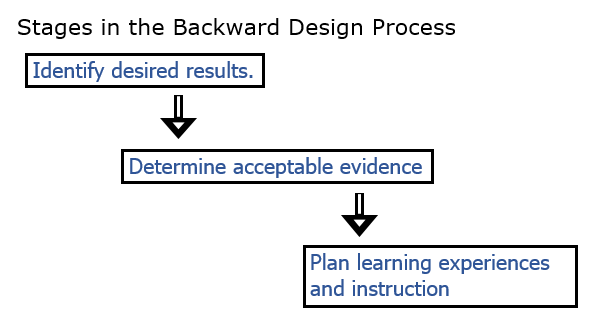 Stages in the Backward Design Process
Identify desired results.
Determine acceptable evidence
Plan learning experiences
and instruction